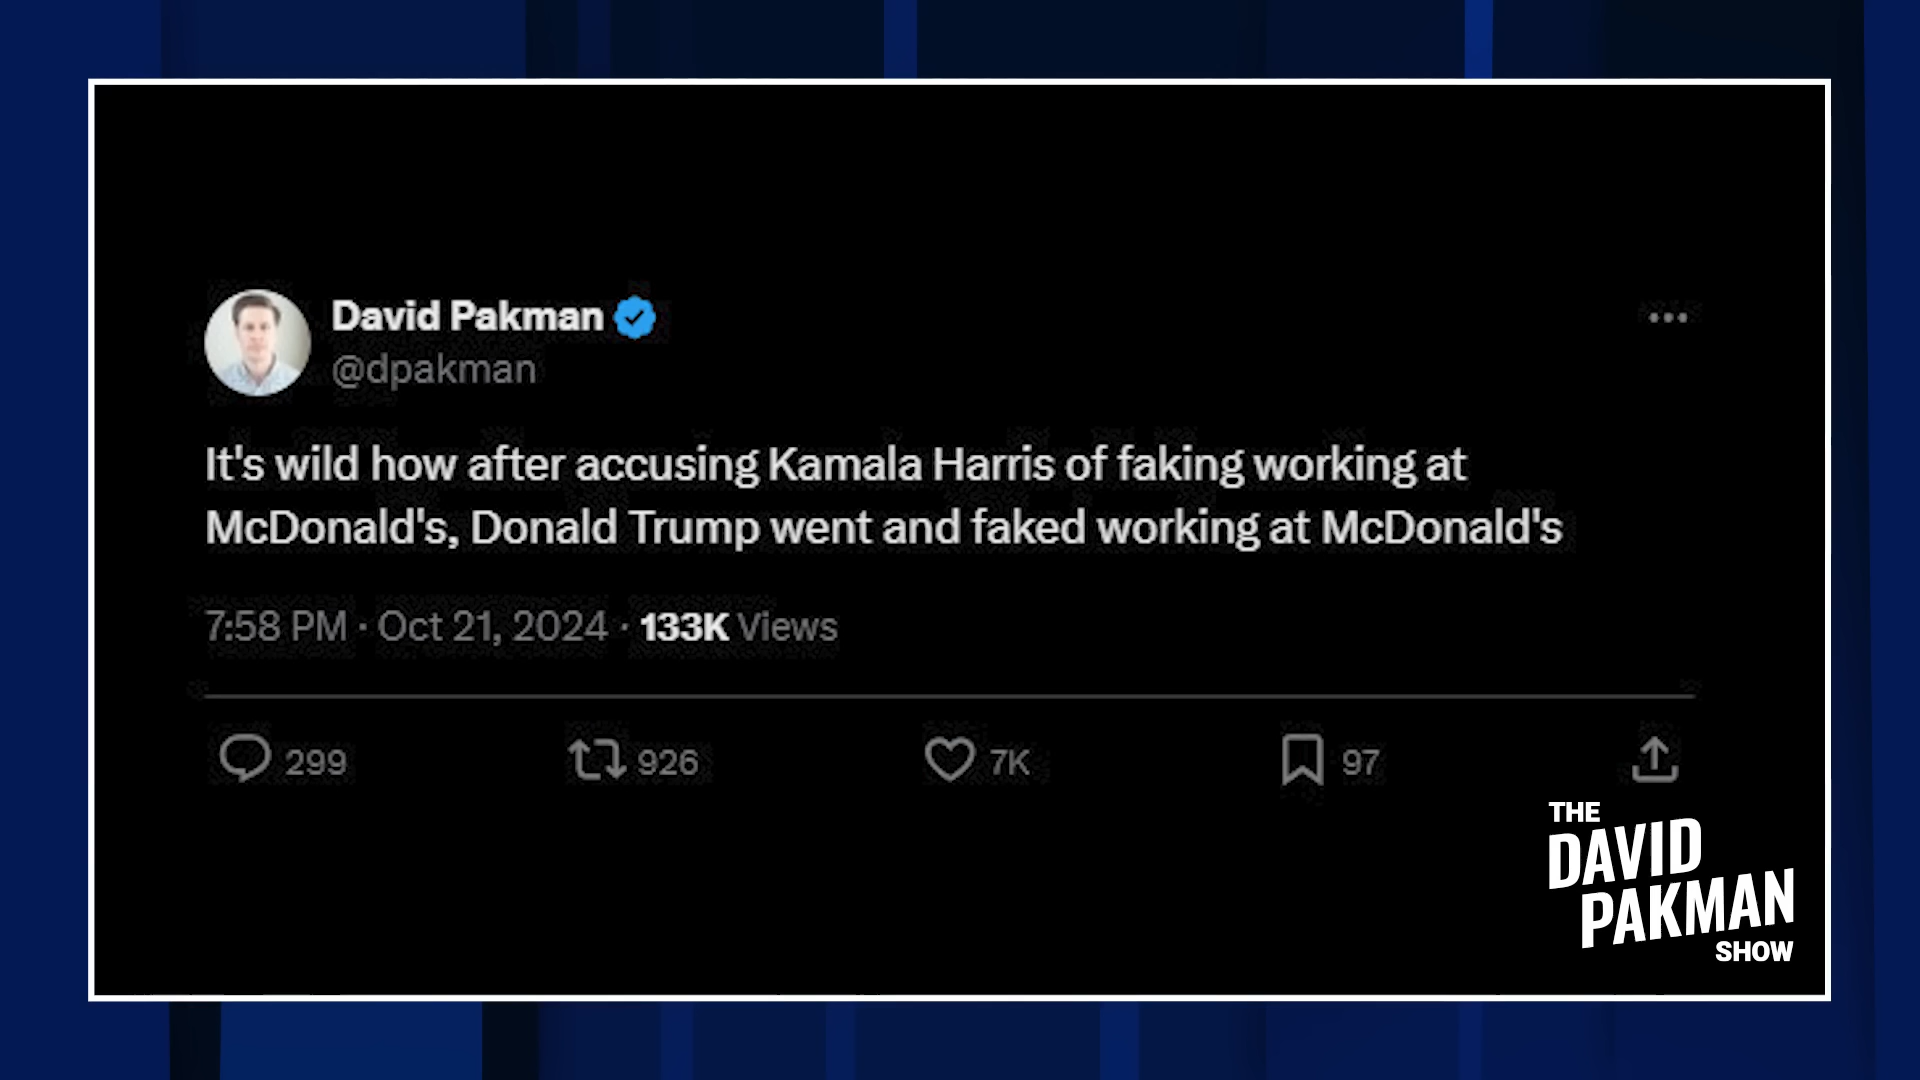 David Pakman
@dpakman
It's wild how after accusing Kamala Harris of faking working at
McDonald's, Donald Trump went and faked working at McDonald's
7:58 PM · Oct 21, 2024 · 133K Views
299 926 7K 97
THE
DAVID
PAKMAN
SHOW